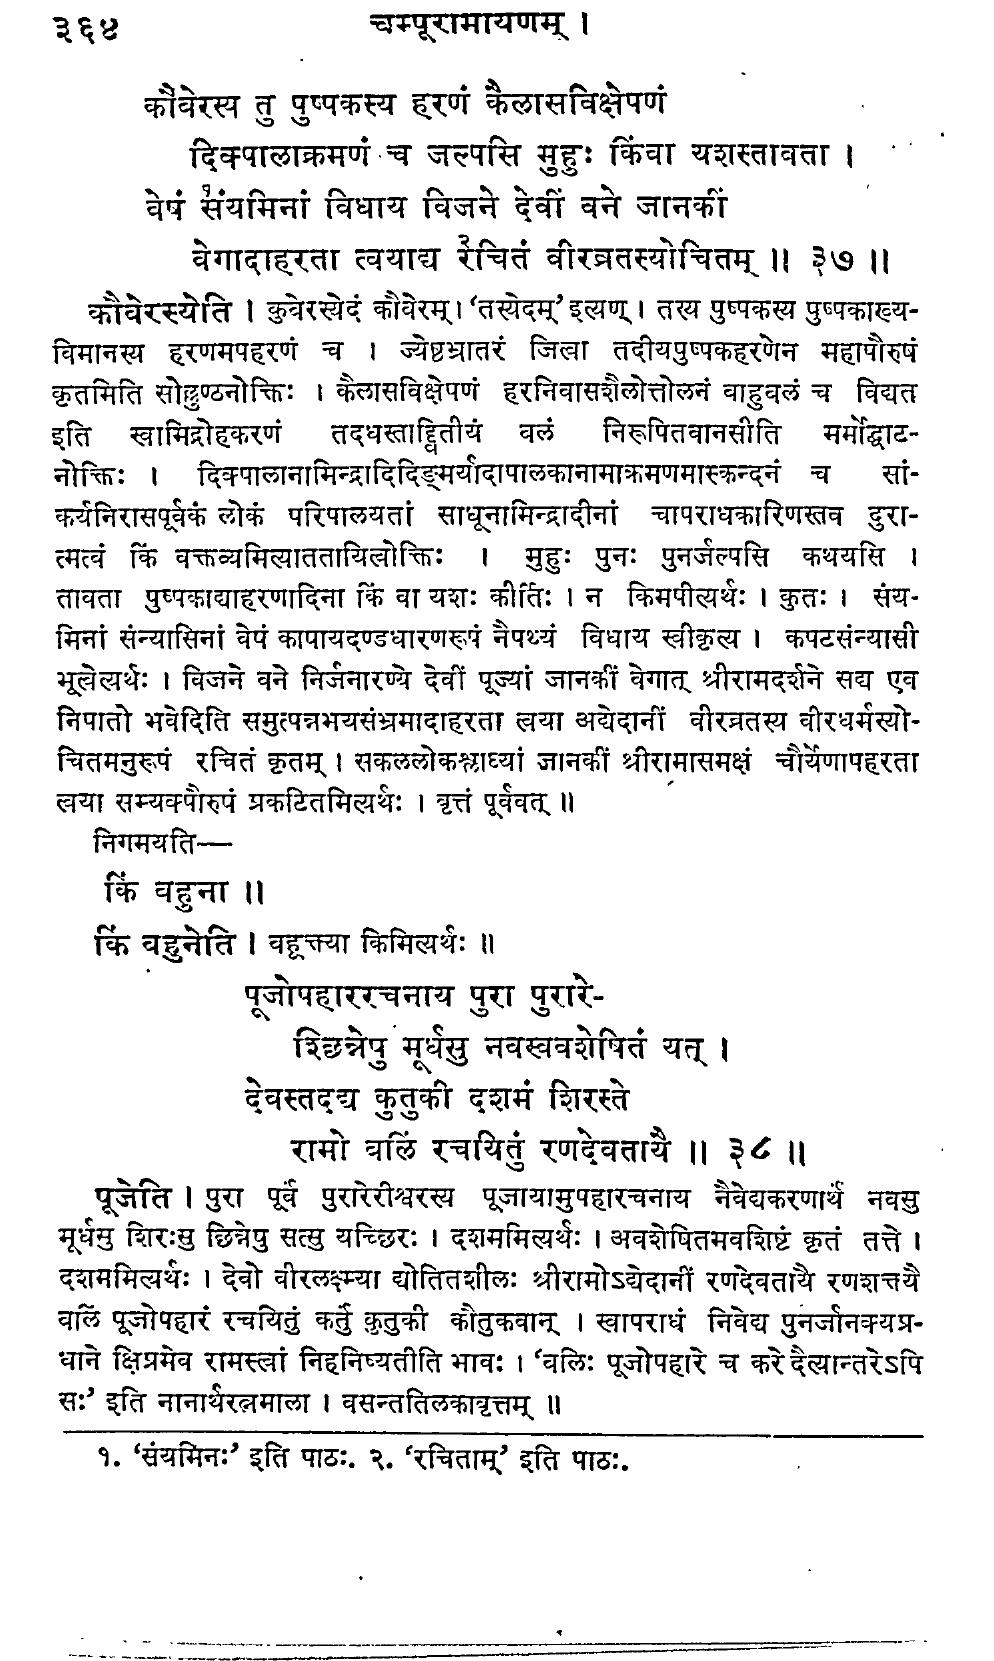 ३६४ चम्पूरामायणम् ।
कौबेरस्य तु पुष्पकस्य हरणं कैलासविक्षेपणं
दिक्पालाक्रमणं च जल्पसि मुहुः किंवा यशस्तावता ।
वेषं संयमिनां विधाय विजने देवीं वने जानकीं
वेगादाहरता त्वयाद्य रचितं वीरव्रतस्योचितम् ॥ ३७ ॥
कौबेरस्येति । कुबेरस्येदं कौबेरम् । ‘तस्येदम्’ इत्यण् । तस्य पुष्पकस्य पुष्पकाख्य-
विमानस्य हरणमपहरणं च । ज्येष्ठभ्रातरं जित्वा तदीयपुष्पकहरणेन महापौरुषं
कृतमिति सोल्लुण्ठनोक्तिः । कैलासविक्षेपणं हरनिवासशैलोत्तोलनं बाहुबलं च विद्यत
इति स्वामिद्रोहकरणं तदधस्ताद्द्वितीयं बलं निरूपितवानसीति मर्मोद्घाट-
नोक्तिः । दिक्पालानामिन्द्रादिदिङ्मर्यादापालकानामाक्रमणमास्कन्दनं च सां-
कर्यनिरासपूर्वकं लोकं परिपालयतां साधूनामिन्द्रादीनां चापराधकारिणस्तव दुरा-
त्मत्वं किं वक्तव्यमित्याततायित्वोक्तिः । मुहुः पुनः पुनर्जल्पसि कथयसि ।
तावता पुष्पकाद्याहरणादिना किं वा यशः कीर्तिः । न किमपीत्यर्थः । कुतः । संय-
मिनां संन्यासिनां वेषं काषायदण्डधारणरूपं नैपथ्यं विधाय स्वीकृत्य । कपटसंन्यासी
भूत्वेत्यर्थः । विजने वने निर्जनारण्ये देवीं पूज्यां जानकीं वेगात् श्रीरामदर्शने सद्य एव
निपातो भवेदिति समुत्पन्नभयसंभ्रमादाहरता त्वया अद्येदानीं वीरव्रतस्य वीरधर्मस्यो-
चितमनुरूपं रचितं कृतम् । सकललोकश्लाध्यां जानकीं श्रीरामासमक्षं चौर्येणापहरता
त्वया सम्यक्पौरुषं प्रकटितमित्यर्थः । वृत्तं पूर्ववत् ॥
निगमयति—
किं बहुना ॥
किं बहुनेति । बहूक्त्या किमित्यर्थः ॥
पूजोपहाररचनाय पुरा पुरारे-
श्छिन्नेषु मूर्धसु नवस्ववशेषितं यत् ।
देवस्तदद्य कुतुकी दशमं शिरस्ते
रामो बलिं रचयितुं रणदेवतायै ॥ ३८ ॥
पूजेति । पुरा पूर्वं पुरारेरीश्वरस्य पूजायामुपहारचनाय नैवेद्यकरणार्थं नवसु
मूर्धसु शिरःसु छिन्नेषु सत्सु यच्छिरः । दशममित्यर्थः । अवशेषितमवशिष्टं कृतं तत्ते ।
दशममित्यर्थः । देवो वीरलक्ष्म्या द्योतितशीलः श्रीरामोऽद्येदानीं रणदेवतायै रणशक्त्यै
बलिं पूजोपहारं रचयितुं कर्तुं कुतुकी कौतुकवान् । स्वापराधं निवेद्य पुनर्जानक्यप्र-
धाने क्षिप्रमेव रामस्त्वां निहनिष्यतीति भावः । ‘बलिः पूजोपहारे च करे दैत्यान्तरेऽपि
सः’ इति नानार्थरत्नमाला । वसन्ततिलकावृत्तम् ॥
१. ‘संयमिनः’ इति पाठः. २. ‘रचिताम्’ इति पाठः.